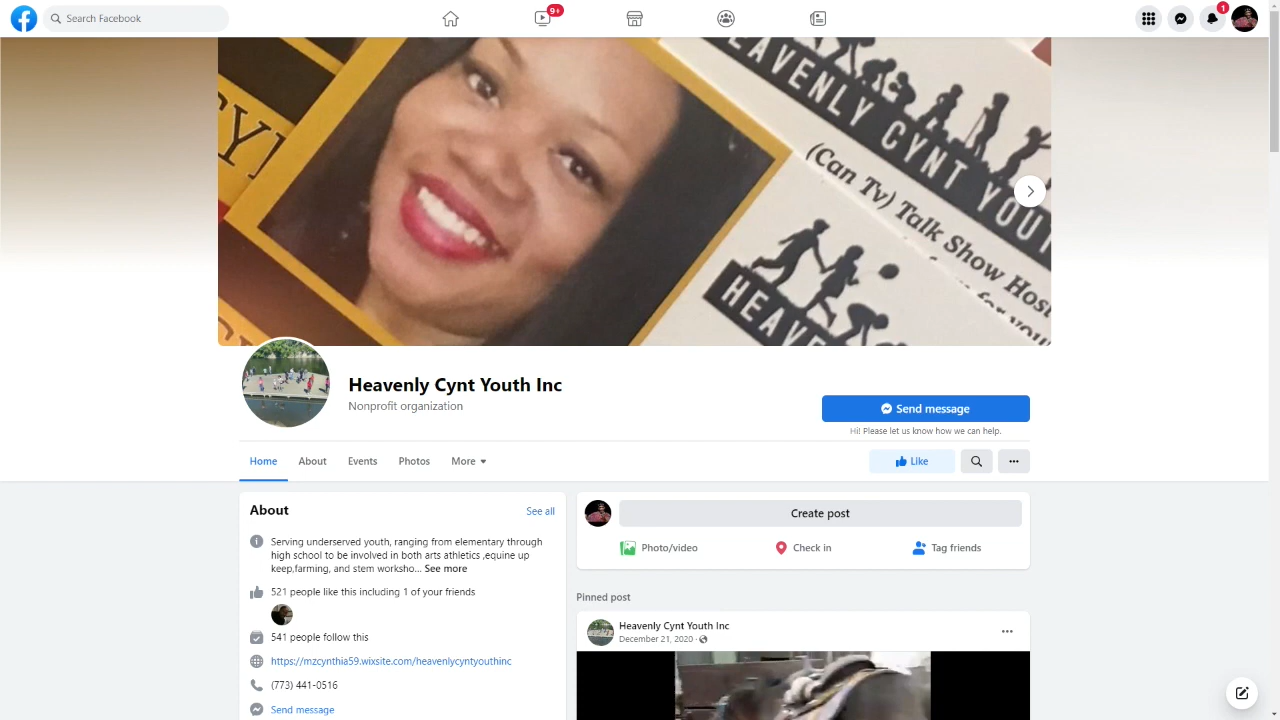 Search Facebook
9+
1
CY!
HEAVENLY CYNT YOU
(Can Tv) Talk Show Host
for you
HEAVE
Heavenly Cynt Youth Inc
Nonprofit organization
Send message
Hi! Please let us know how we can help.
Home
About
Events
Photos
More
Like
About
See all
Serving underserved youth, ranging from elementary through
high school to be involved in both arts athletics ,equine up
keep,farming, and stem worksho... See more
521 people like this including 1 of your friends
541 people follow this
https://mzcynthia59.wixsite.com/heavenlycyntyouthinc
(773) 441-0516
Send message
Create post
Photo/video
Check in
Tag friends
Pinned post
Heavenly Cynt Youth Inc
December 21, 2020 ·